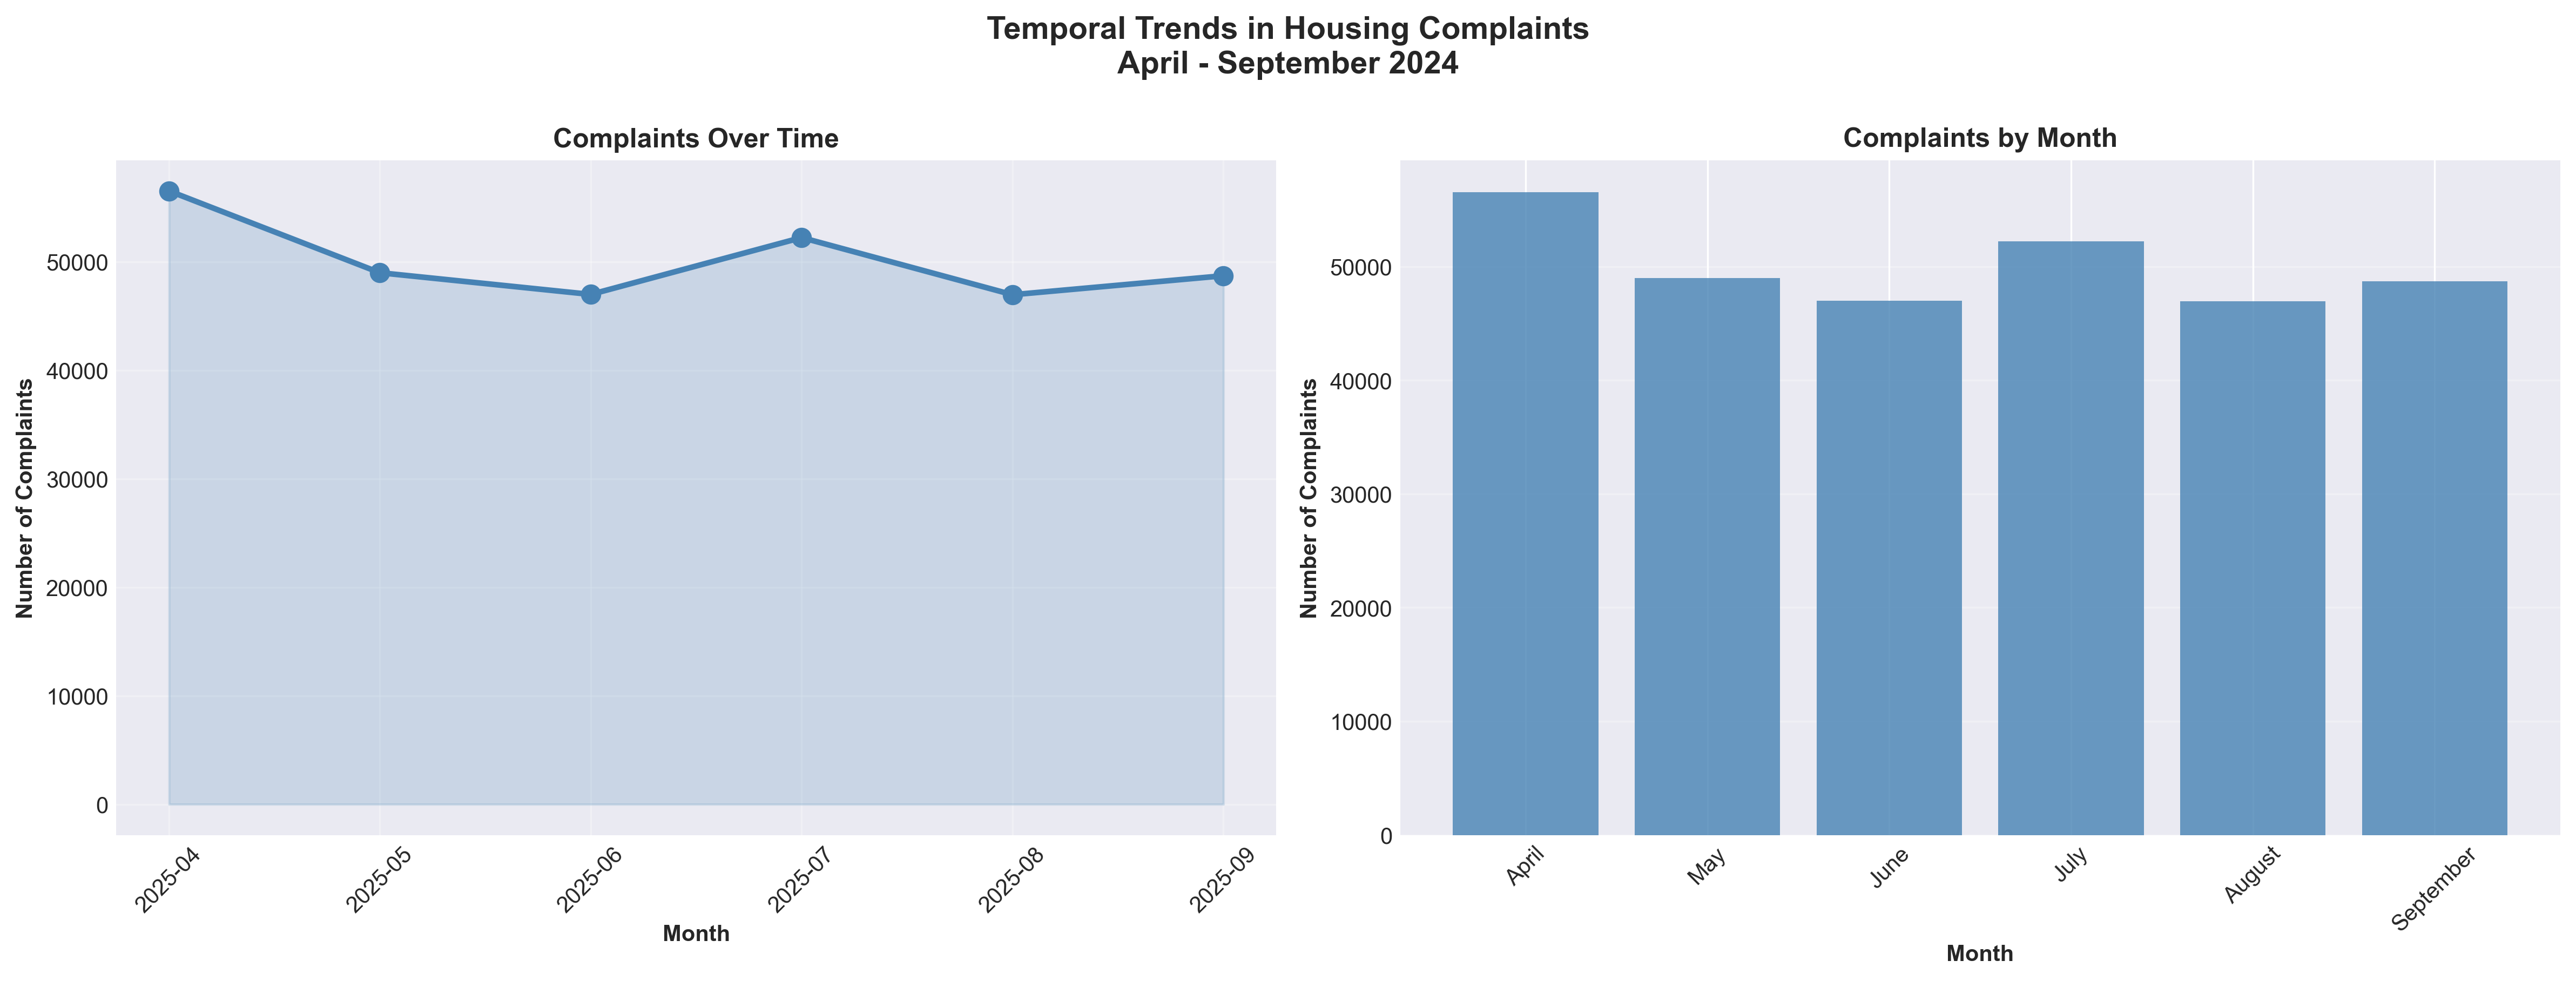 Temporal Trends in Housing Complaints
April - September 2024
Complaints Over Time
Number of Complaints
50000
40000
30000
20000
10000
0
2025-04
2025-05
2025-06
2025-07
2025-08
2025-09
Month
Complaints by Month
Number of Complaints
50000
40000
30000
20000
10000
0
April
May
June
July
August
September
Month